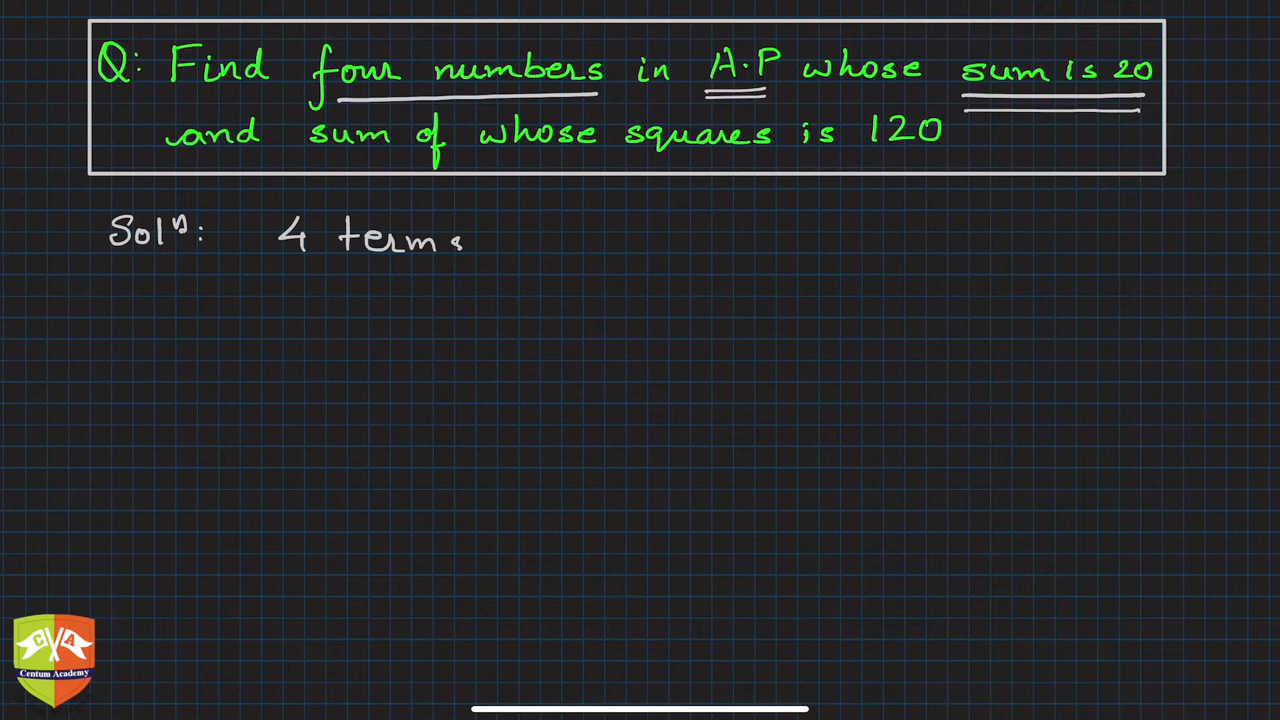 Q: Find four numbers in A.P whose sum is 20
and sum of whose squares is 120
Solⁿ: 4 terms
C A
Centum Academy